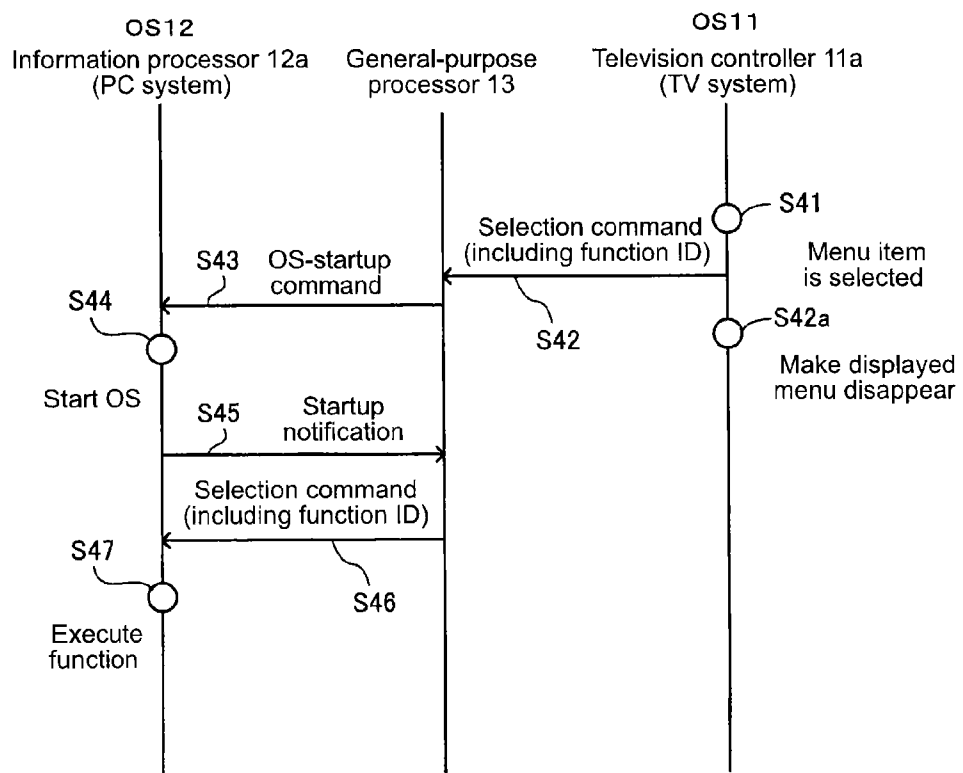 OS12
Information processor 12a
(PC system)
General-purpose
processor 13
OS11
Television controller 11a
(TV system)
S41
Selection command
(including function ID)
Menu item
is selected
S43
OS-startup
command
S42
S44
S42a
Make displayed
menu disappear
Start OS
S45
Startup
notification
Selection command
(including function ID)
S47
S46
Execute
function